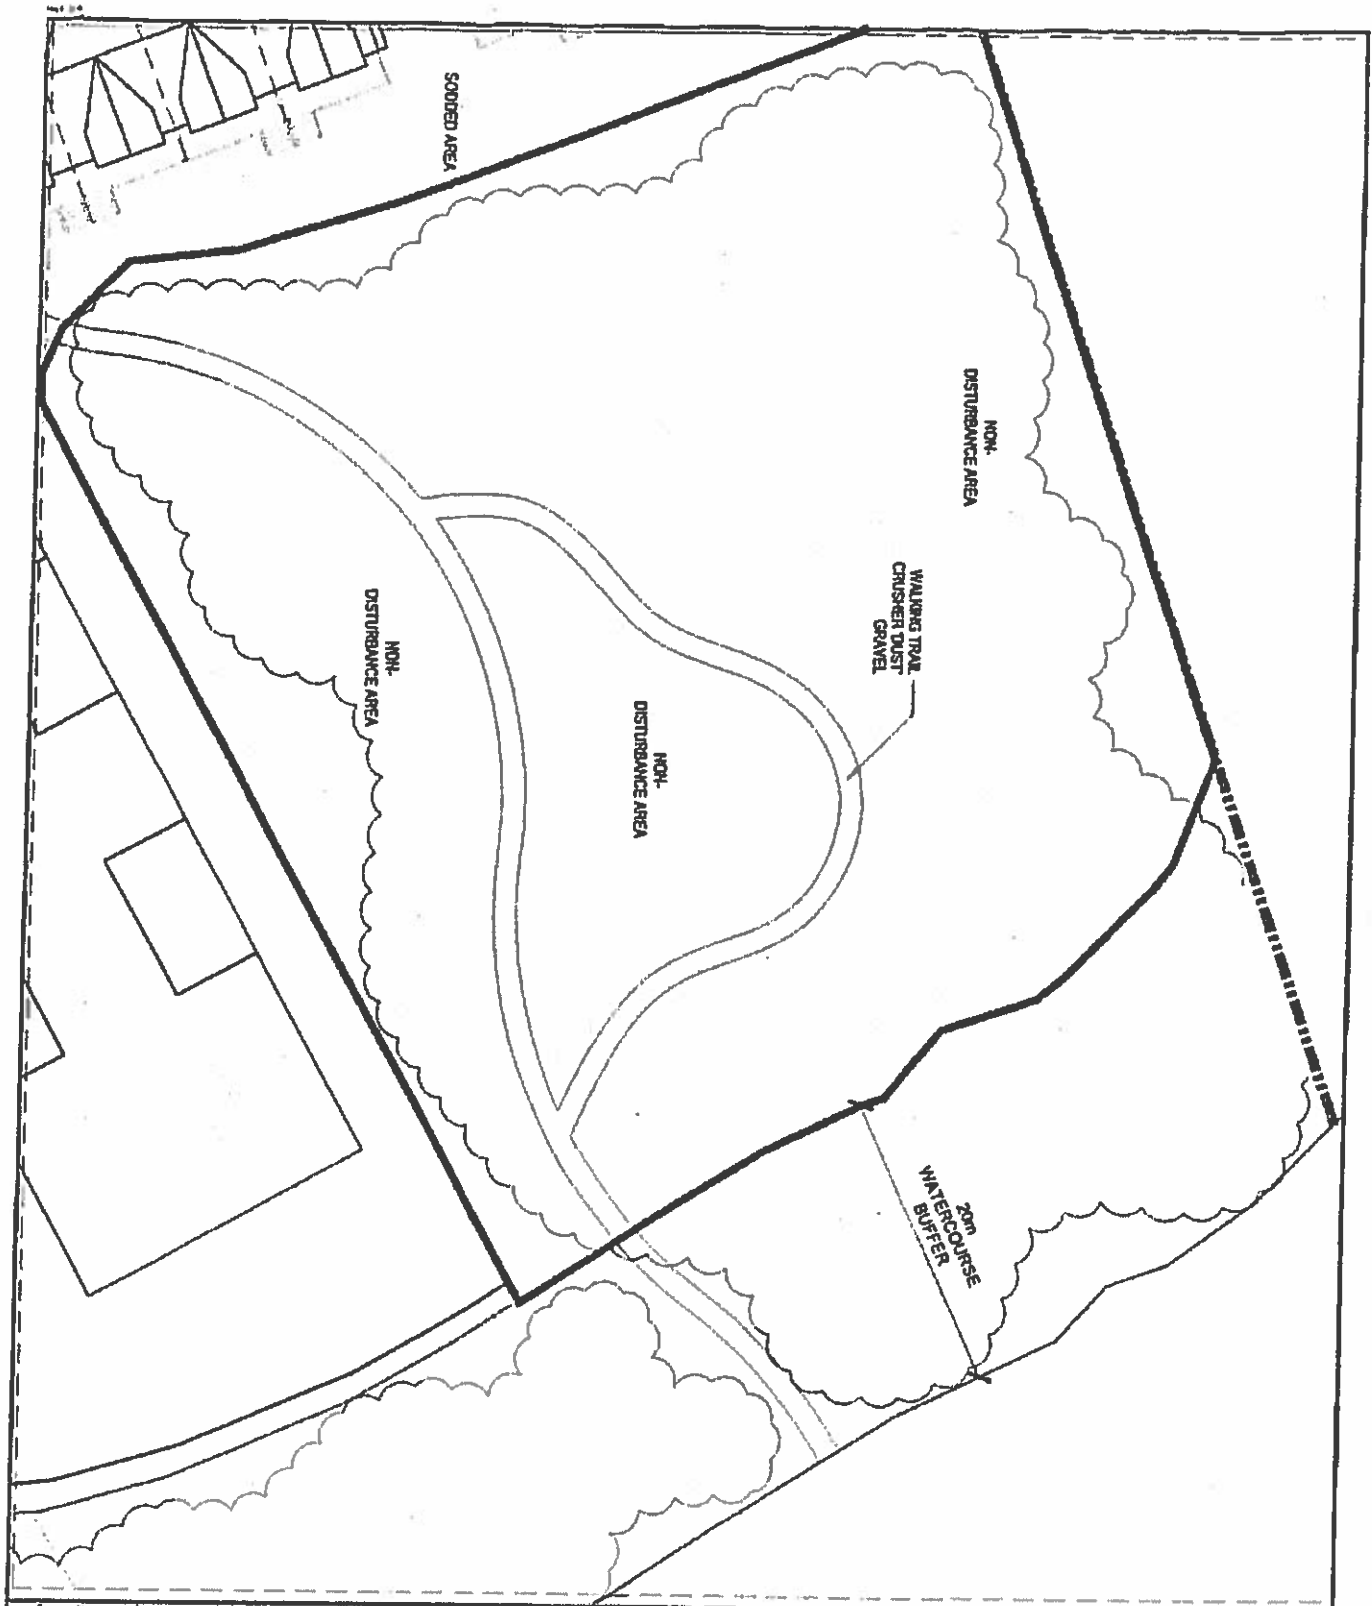 SODDED AREA
NON-
DISTURBANCE AREA
WALKING TRAIL
CRUSHER DUST
GRAVEL
NON-
DISTURBANCE AREA
NON-
DISTURBANCE AREA
20m
WATERCOURSE
BUFFER